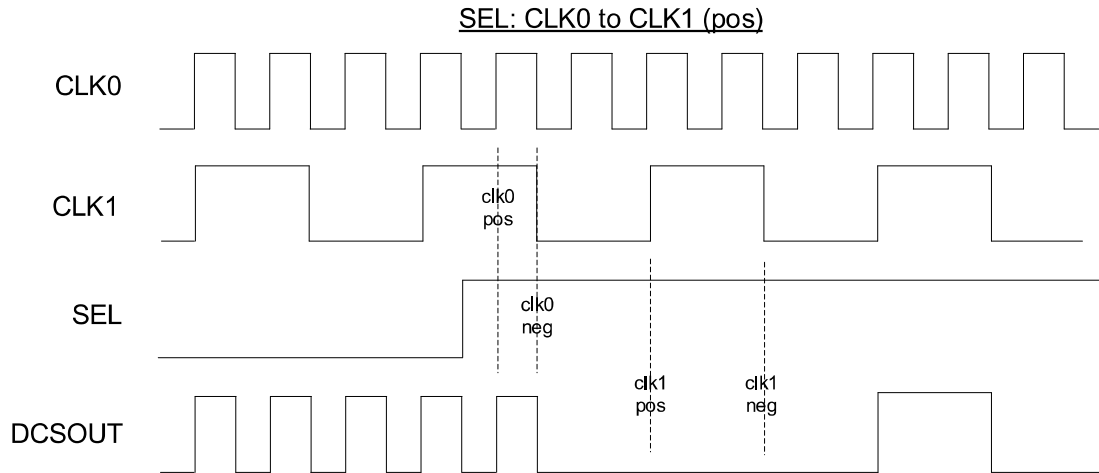 SEL: CLK0 to CLK1 (pos)
CLK0
CLK1
clk0
pos
SEL
clk0
neg
clk1
pos
clk1
neg
DCSOUT